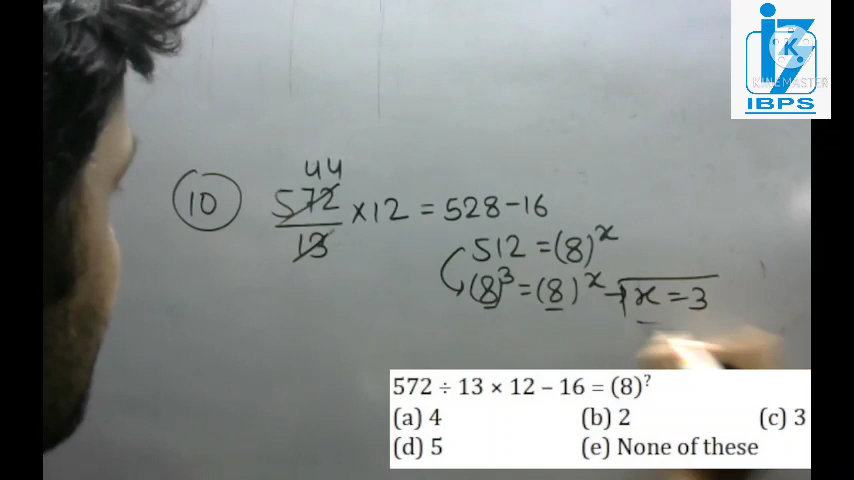 K
KINEMASTER
IBPS
44
10 572/13 ×12 = 528-16
512 = (8)^x
(8)^3 = (8)^x → x = 3
572 ÷ 13 × 12 – 16 = (8)^?
(a) 4 (b) 2 (c) 3
(d) 5 (e) None of these